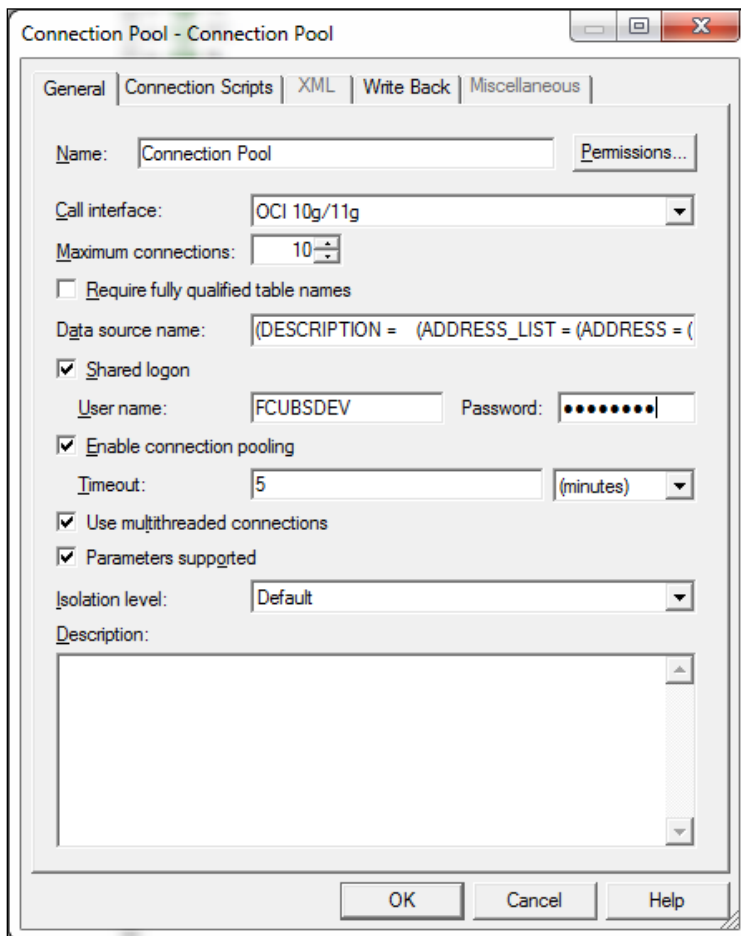 Connection Pool - Connection Pool
General Connection Scripts XML Write Back Miscellaneous
Name: Connection Pool Permissions...
Call interface: OCI 10g/11g
Maximum connections: 10
Require fully qualified table names
Data source name: (DESCRIPTION = (ADDRESS_LIST = (ADDRESS = (
Shared logon
User name: FCUBSDEV Password: ●●●●●●●●
Enable connection pooling
Timeout: 5 (minutes)
Use multithreaded connections
Parameters supported
Isolation level: Default
Description:
OK Cancel Help